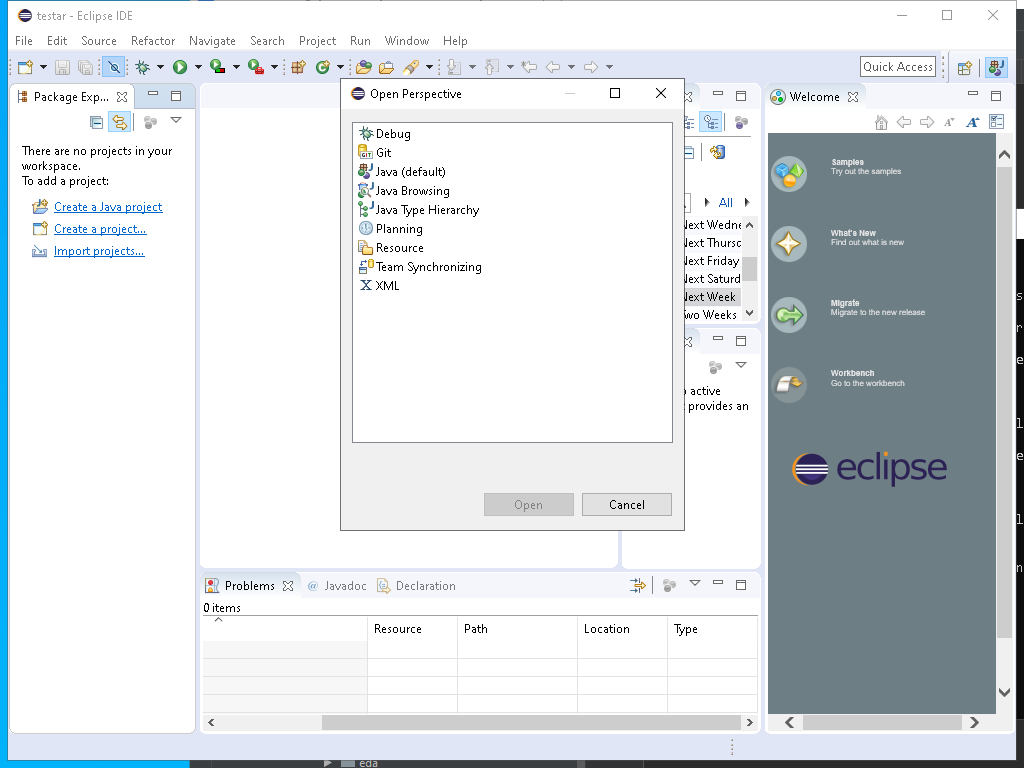 testar - Eclipse IDE
File Edit Source Refactor Navigate Search Project Run Window Help
Quick Access
Package Exp...
There are no projects in your
workspace.
To add a project:
Create a Java project
Create a project...
Import projects...
Open Perspective
Debug
GIT Git
Java (default)
Java Browsing
Java Type Hierarchy
Planning
Resource
Team Synchronizing
XML
Open Cancel
All
Next Wedne
Next Thursd
Next Friday
Next Saturd
Next Week
Two Weeks
active
provides an
Welcome
Samples
Try out the samples
What's New
Find out what is new
Migrate
Migrate to the new release
Workbench
Go to the workbench
eclipse
Problems @ Javadoc Declaration
0 items
Resource Path Location Type
eda